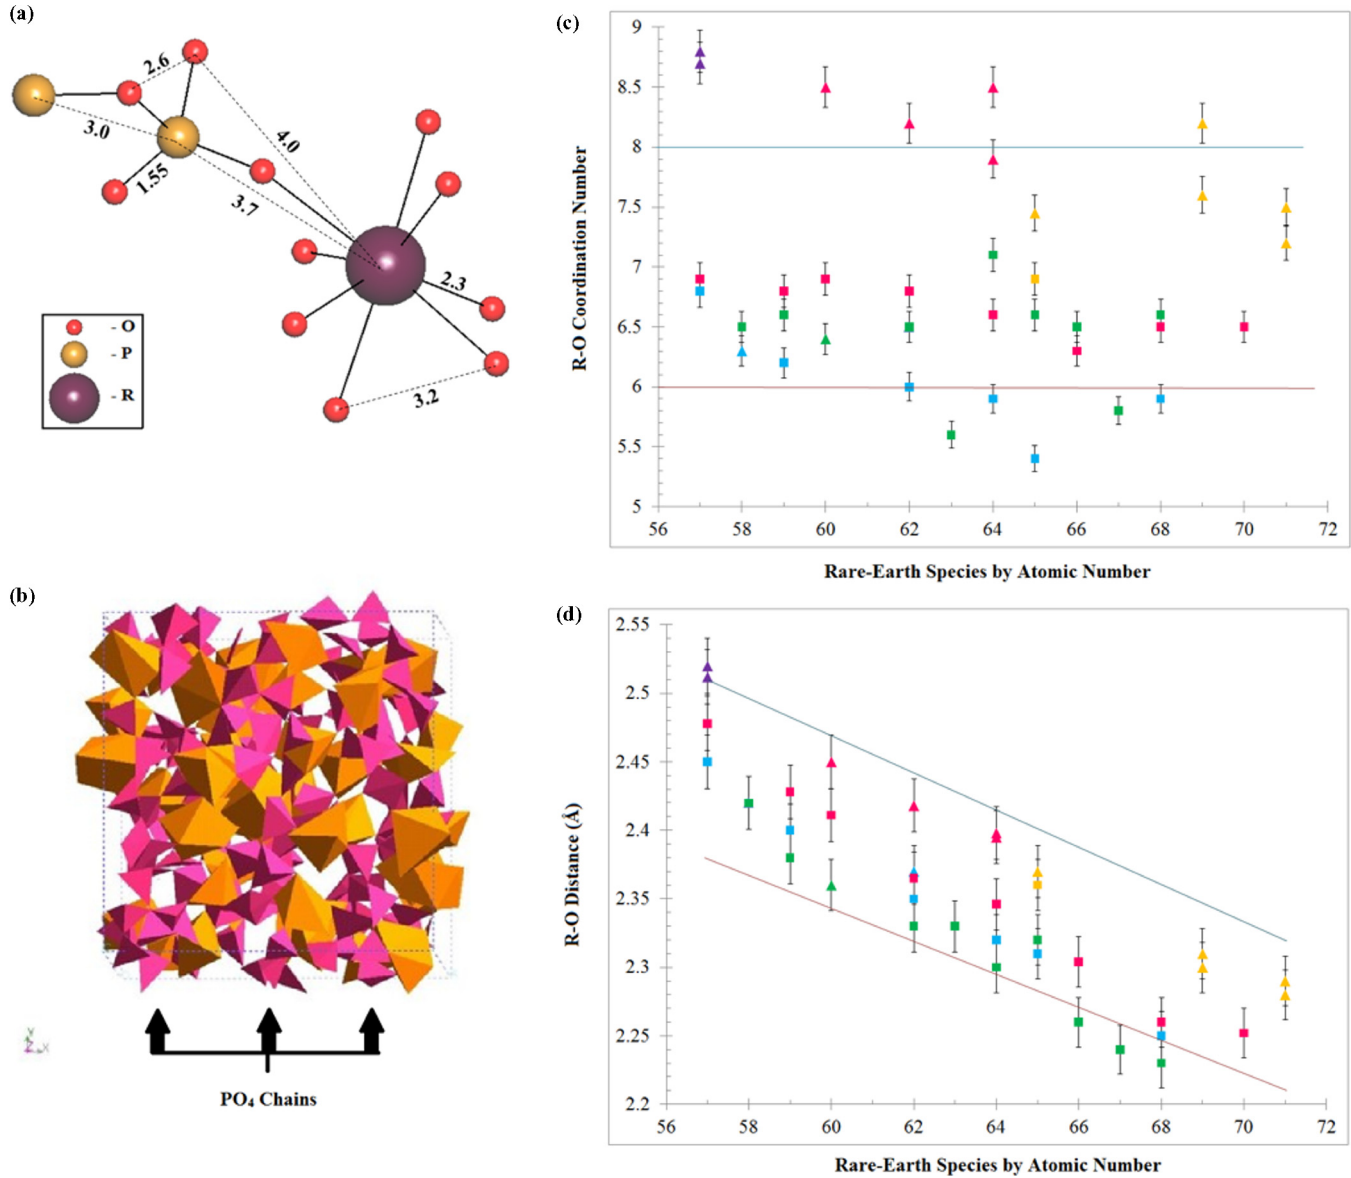 (a)
2.6
3.0
4.0
1.55
3.7
2.3
3.2
- O
- P
- R
(b)
Y
Z X
PO₄ Chains
(c)
R-O Coordination Number
9
8.5
8
7.5
7
6.5
6
5.5
5
56 58 60 62 64 66 68 70 72
Rare-Earth Species by Atomic Number
(d)
R-O Distance (Å)
2.55
2.5
2.45
2.4
2.35
2.3
2.25
2.2
56 58 60 62 64 66 68 70 72
Rare-Earth Species by Atomic Number